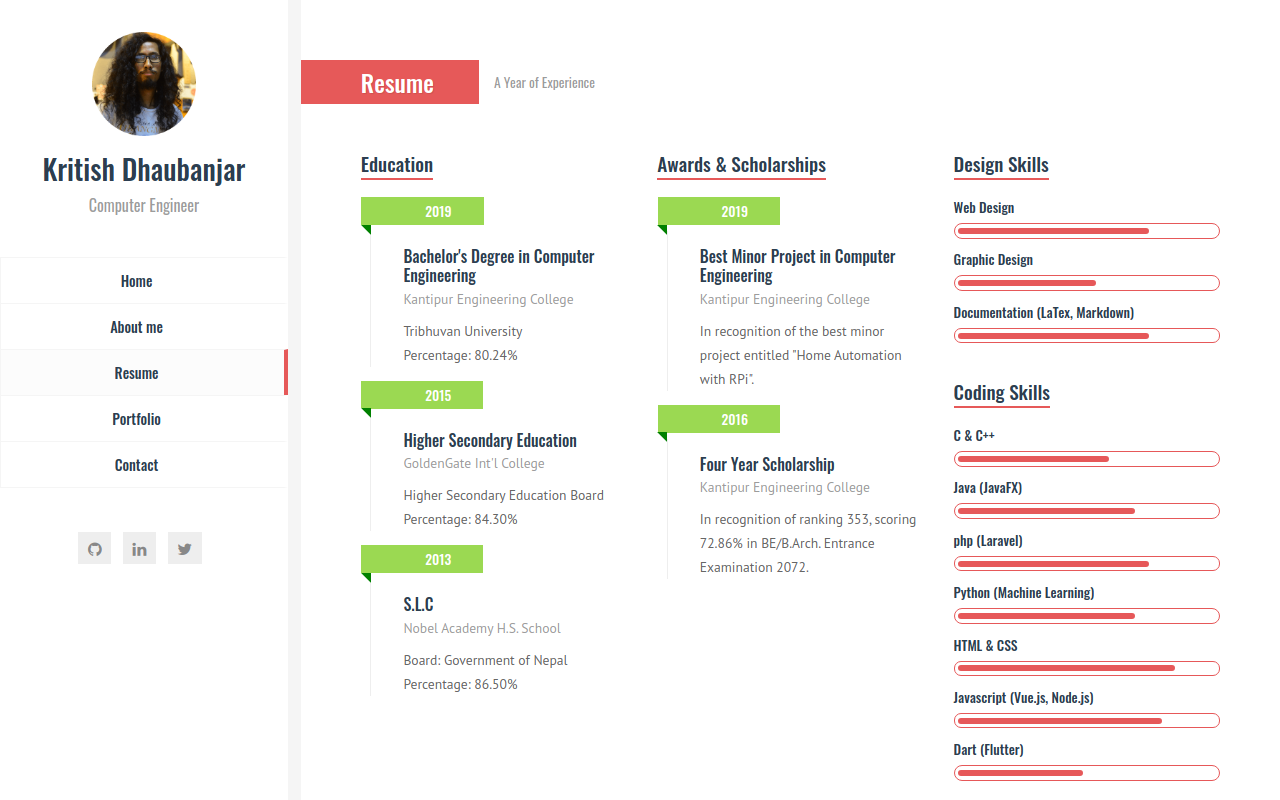 Kritish Dhaubanjar
Computer Engineer
Home
About me
Resume
Portfolio
Contact
Resume
A Year of Experience
Education
2019
Bachelor's Degree in Computer
Engineering
Kantipur Engineering College
Tribhuvan University
Percentage: 80.24%
2015
Higher Secondary Education
GoldenGate Int'l College
Higher Secondary Education Board
Percentage: 84.30%
2013
S.L.C
Nobel Academy H.S. School
Board: Government of Nepal
Percentage: 86.50%
Awards & Scholarships
2019
Best Minor Project in Computer
Engineering
Kantipur Engineering College
In recognition of the best minor
project entitled "Home Automation
with RPi".
2016
Four Year Scholarship
Kantipur Engineering College
In recognition of ranking 353, scoring
72.86% in BE/B.Arch. Entrance
Examination 2072.
Design Skills
Web Design
Graphic Design
Documentation (LaTex, Markdown)
Coding Skills
C & C++
Java (JavaFX)
php (Laravel)
Python (Machine Learning)
HTML & CSS
Javascript (Vue.js, Node.js)
Dart (Flutter)